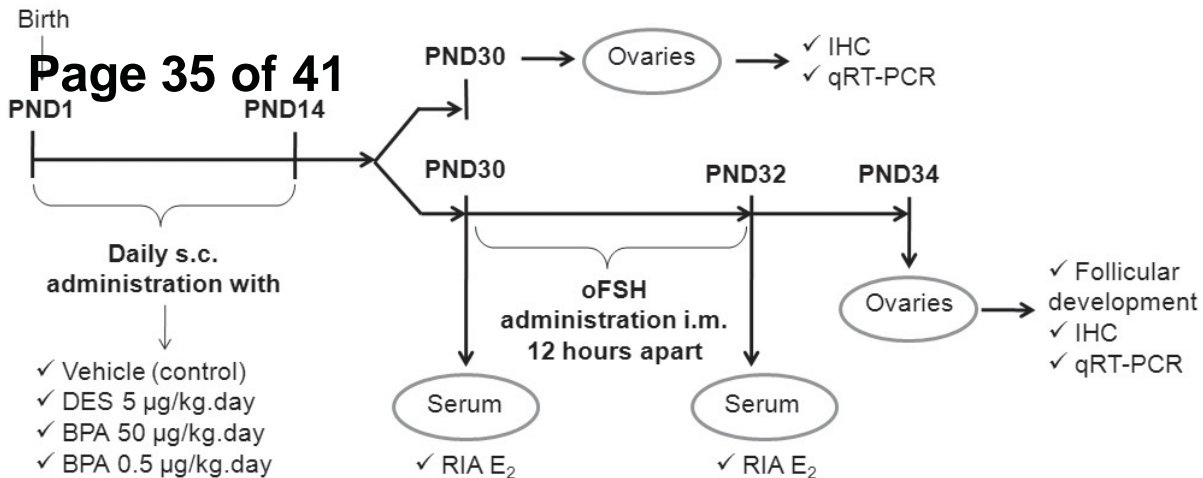 Birth
Page 35 of 41
PND1
PND14
PND30
Ovaries
✓ IHC
✓ qRT-PCR
PND30
PND32
PND34
Daily s.c.
administration with
✓ Vehicle (control)
✓ DES 5 µg/kg.day
✓ BPA 50 µg/kg.day
✓ BPA 0.5 µg/kg.day
oFSH
administration i.m.
12 hours apart
Serum
✓ RIA E₂
Serum
✓ RIA E₂
Ovaries
✓ Follicular
development
✓ IHC
✓ qRT-PCR